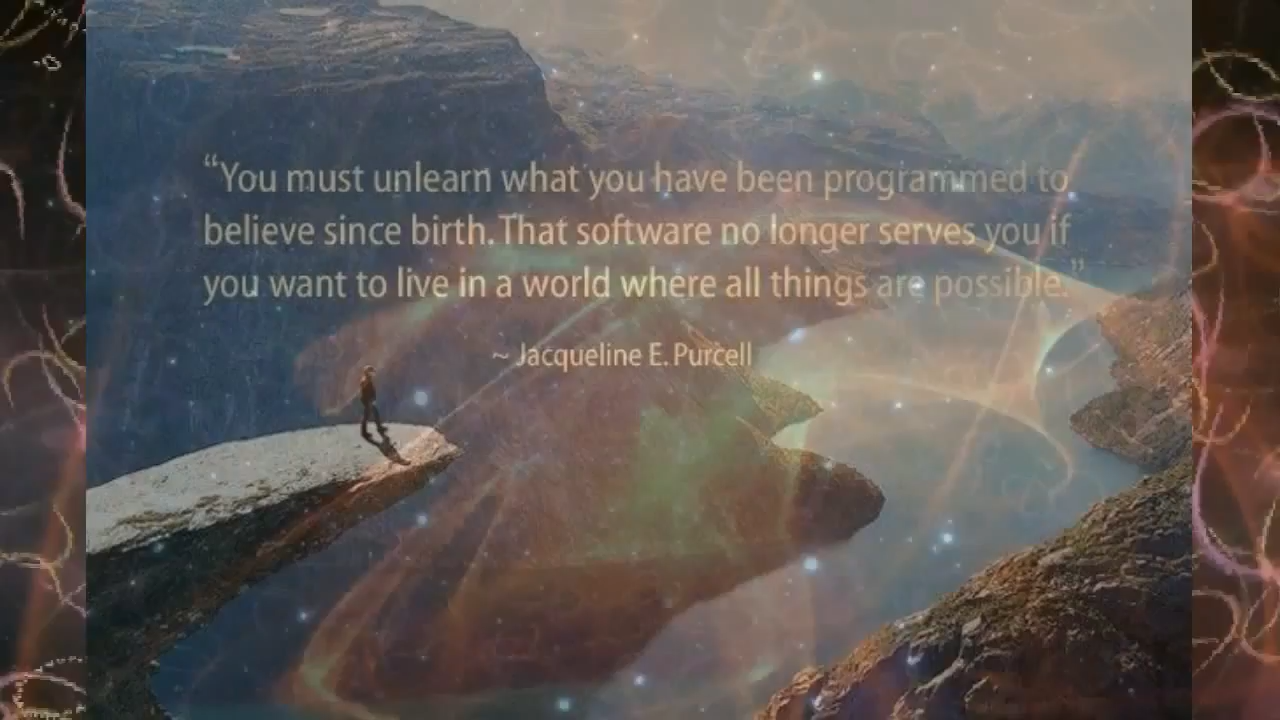 “You must unlearn what you have been programmed to
believe since birth. That software no longer serves you if
you want to live in a world where all things are possible.”
~ Jacqueline E. Purcell